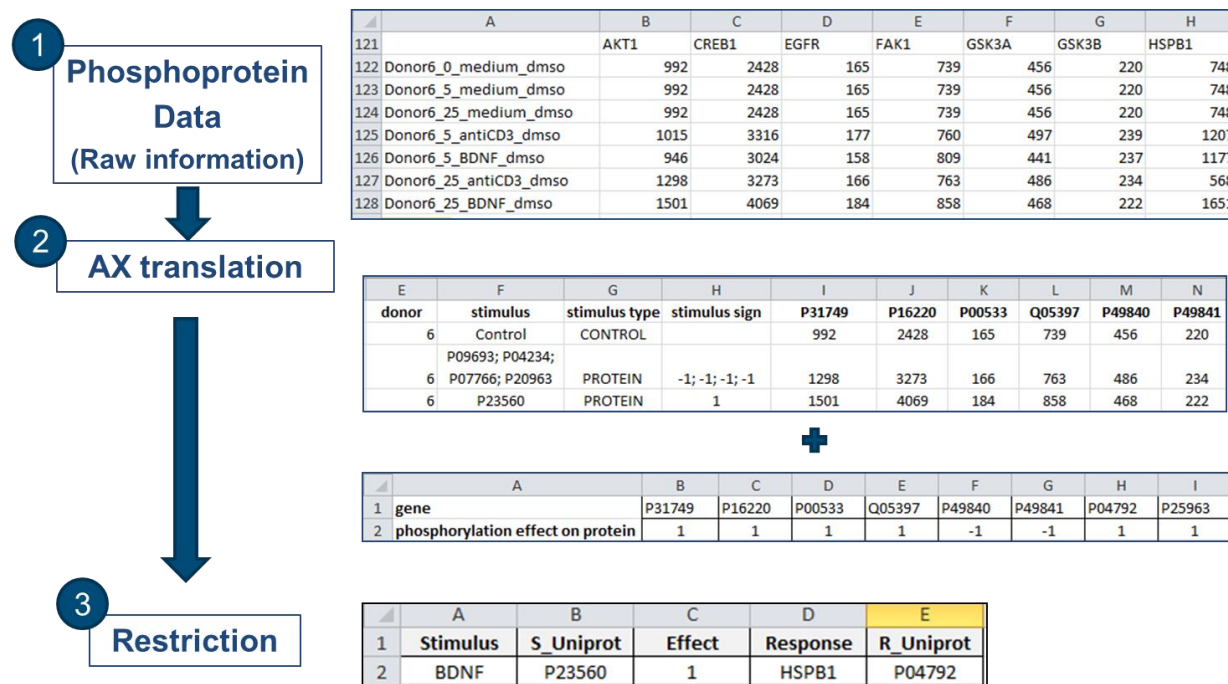 1
Phosphoprotein
Data
(Raw information)
2
AX translation
3
Restriction
A B C D E F G H
121 AKT1 CREB1 EGFR FAK1 GSK3A GSK3B HSPB1
122 Donor6_0_medium_dmso 992 2428 165 739 456 220 748
123 Donor6_5_medium_dmso 992 2428 165 739 456 220 748
124 Donor6_25_medium_dmso 992 2428 165 739 456 220 748
125 Donor6_5_antiCD3_dmso 1015 3316 177 760 497 239 1207
126 Donor6_5_BDNF_dmso 946 3024 158 809 441 237 1177
127 Donor6_25_antiCD3_dmso 1298 3273 166 763 486 234 568
128 Donor6_25_BDNF_dmso 1501 4069 184 858 468 222 1651
E F G H I J K L M N
donor stimulus stimulus type stimulus sign P31749 P16220 P00533 Q05397 P49840 P49841
6 Control CONTROL 992 2428 165 739 456 220
P09693; P04234;
6 P07766; P20963 PROTEIN -1; -1; -1; -1 1298 3273 166 763 486 234
6 P23560 PROTEIN 1 1501 4069 184 858 468 222
A B C D E F G H I
1 gene P31749 P16220 P00533 Q05397 P49840 P49841 P04792 P25963
2 phosphorylation effect on protein 1 1 1 1 -1 -1 1 1
A B C D E
1 Stimulus S_Uniprot Effect Response R_Uniprot
2 BDNF P23560 1 HSPB1 P04792